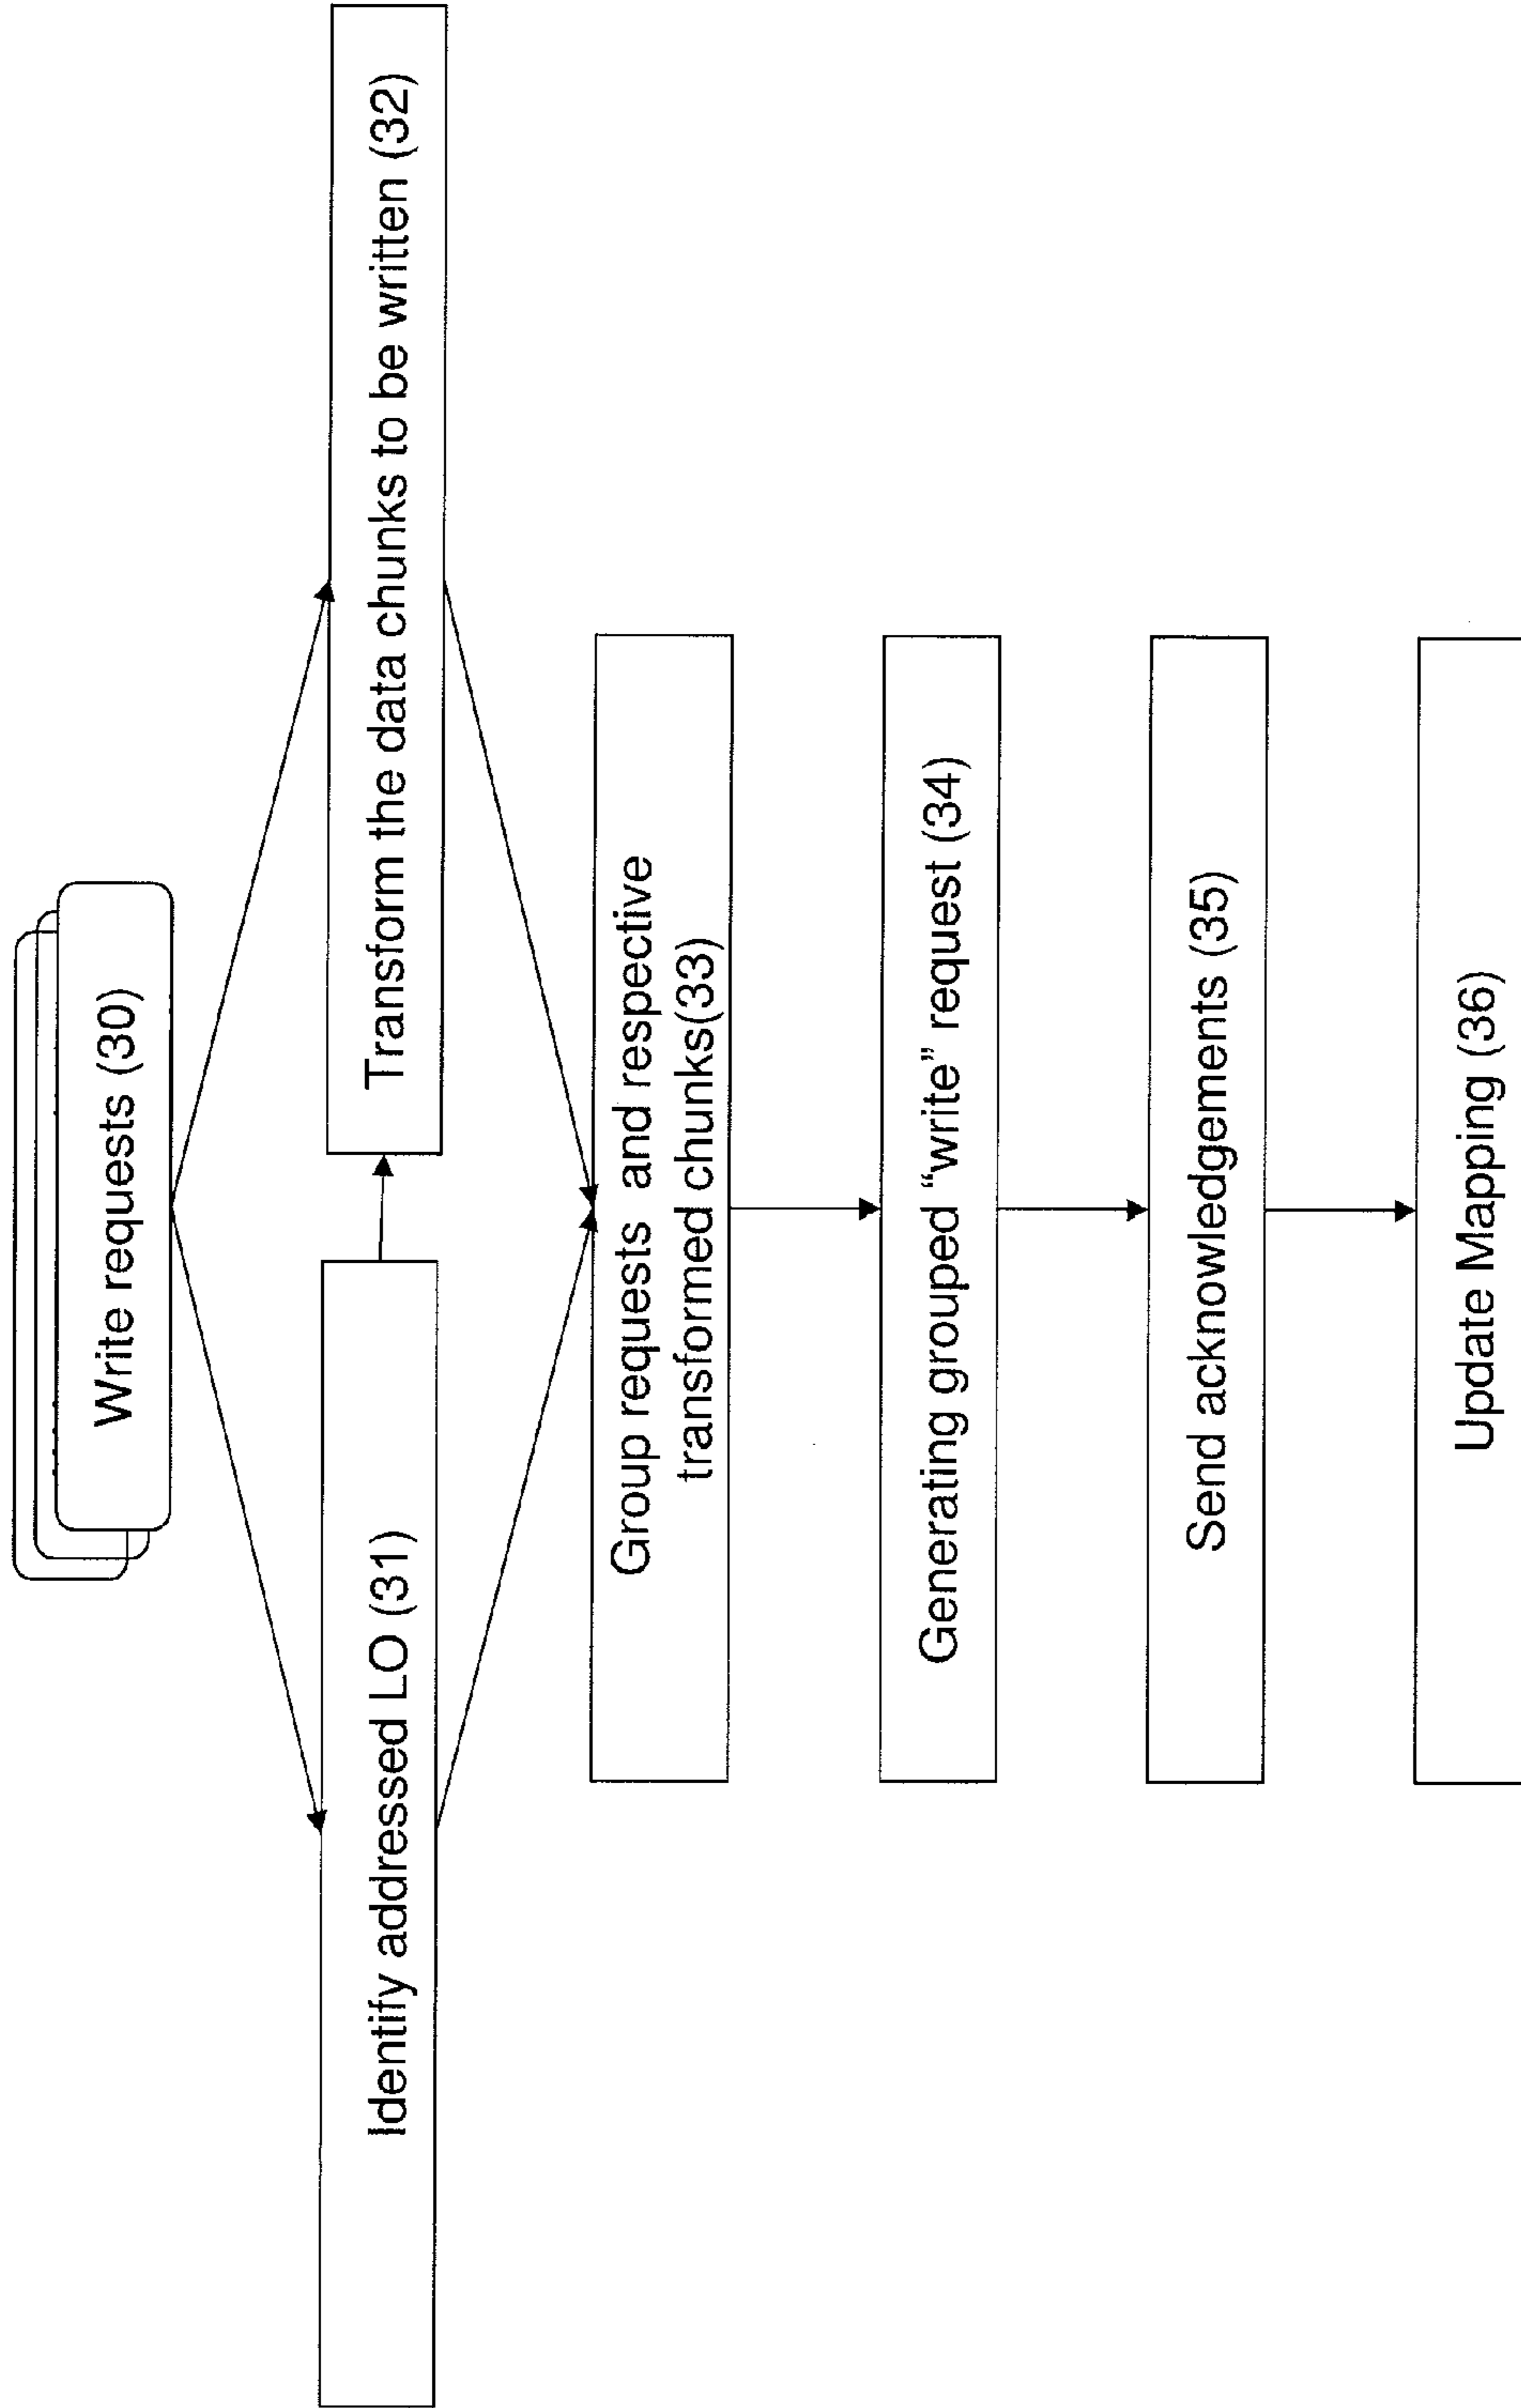 Write requests (30)
Identify addressed LO (31)
Transform the data chunks to be written (32)
Group requests and respective
transformed chunks(33)
Generating grouped “write” request (34)
Send acknowledgements (35)
Update Mapping (36)